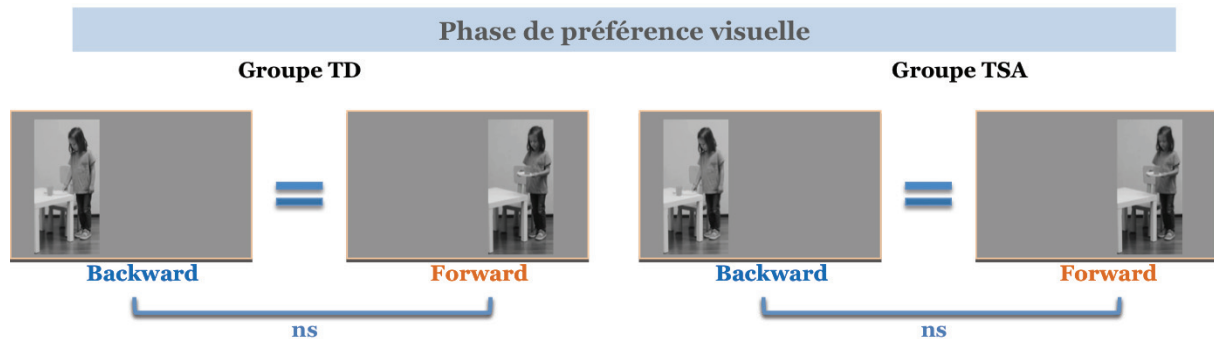 Phase de préférence visuelle
Groupe TD
Groupe TSA
=
=
Backward
Forward
Backward
Forward
ns
ns